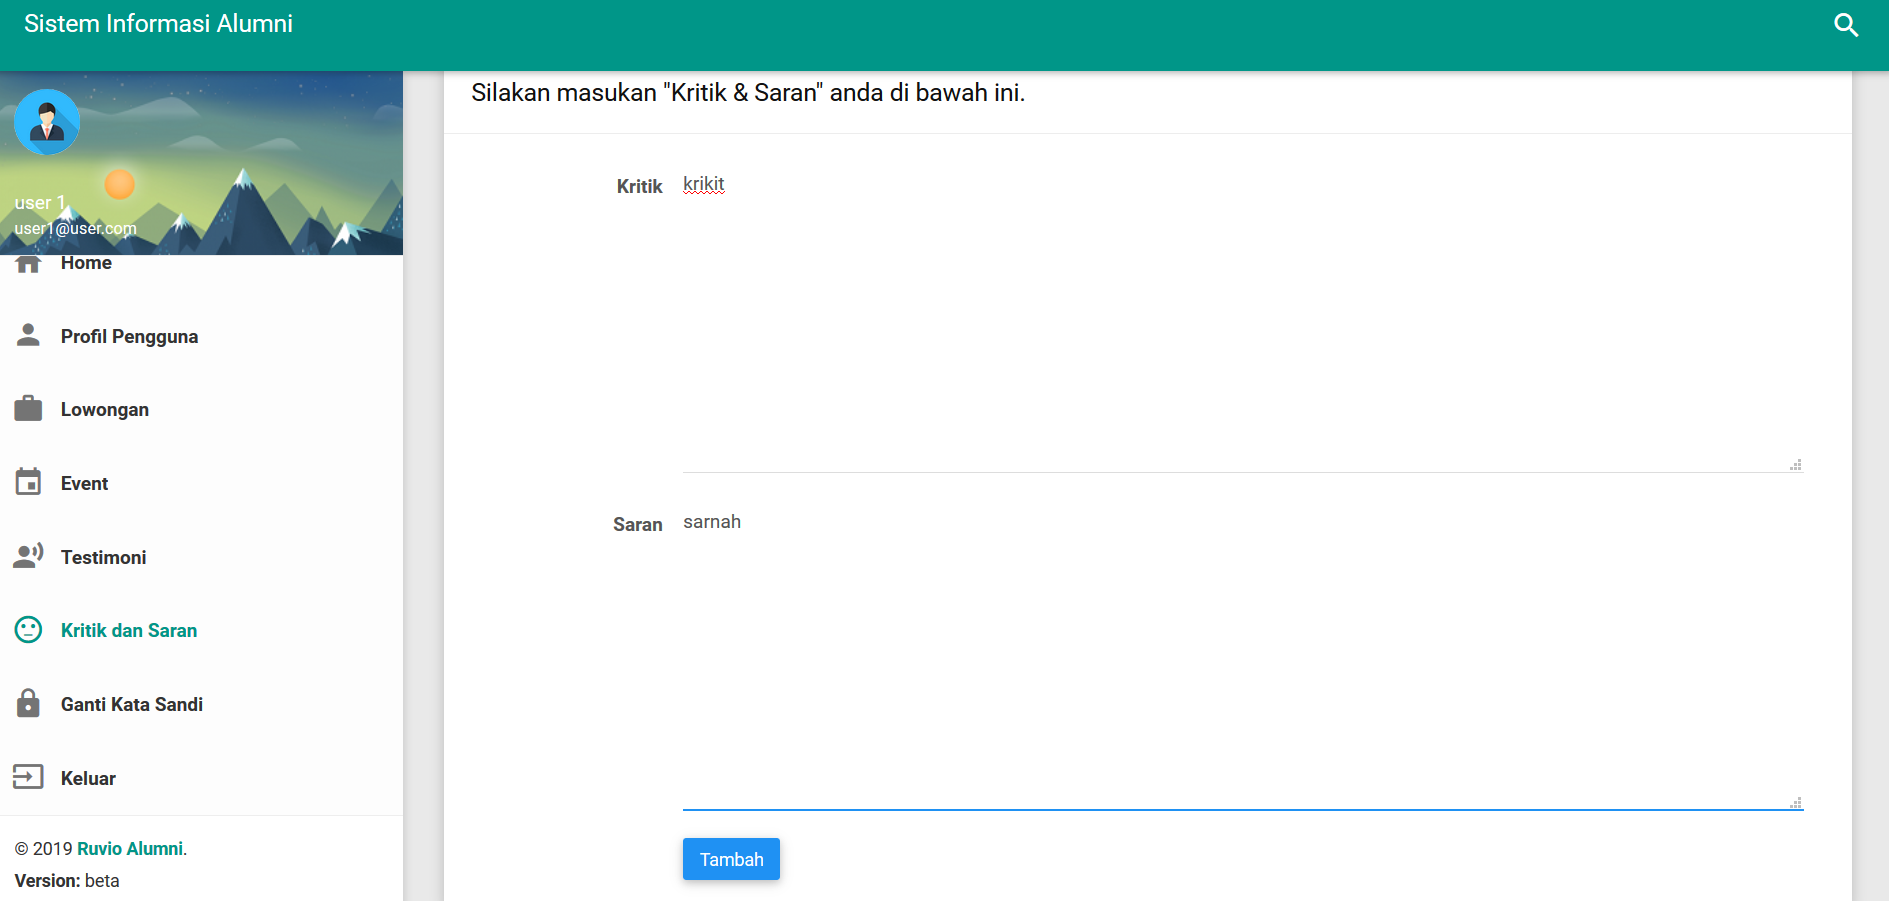 Sistem Informasi Alumni
user 1
user1@user.com
Home
Profil Pengguna
Lowongan
Event
Testimoni
Kritik dan Saran
Ganti Kata Sandi
Keluar
© 2019 Ruvio Alumni.
Version: beta
Silakan masukan "Kritik & Saran" anda di bawah ini.
Kritik krikit
Saran sarnah
Tambah